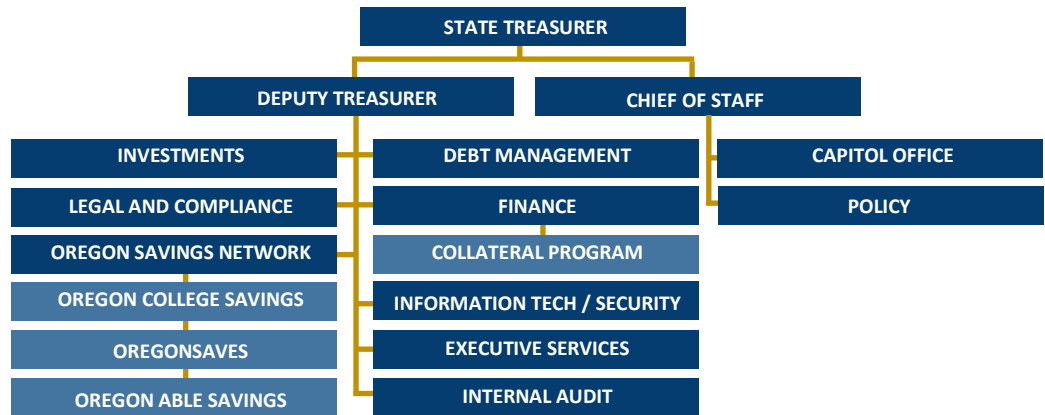 STATE TREASURER
DEPUTY TREASURER
CHIEF OF STAFF
INVESTMENTS
DEBT MANAGEMENT
CAPITOL OFFICE
LEGAL AND COMPLIANCE
FINANCE
POLICY
OREGON SAVINGS NETWORK
COLLATERAL PROGRAM
OREGON COLLEGE SAVINGS
INFORMATION TECH / SECURITY
OREGONSAVES
EXECUTIVE SERVICES
OREGON ABLE SAVINGS
INTERNAL AUDIT